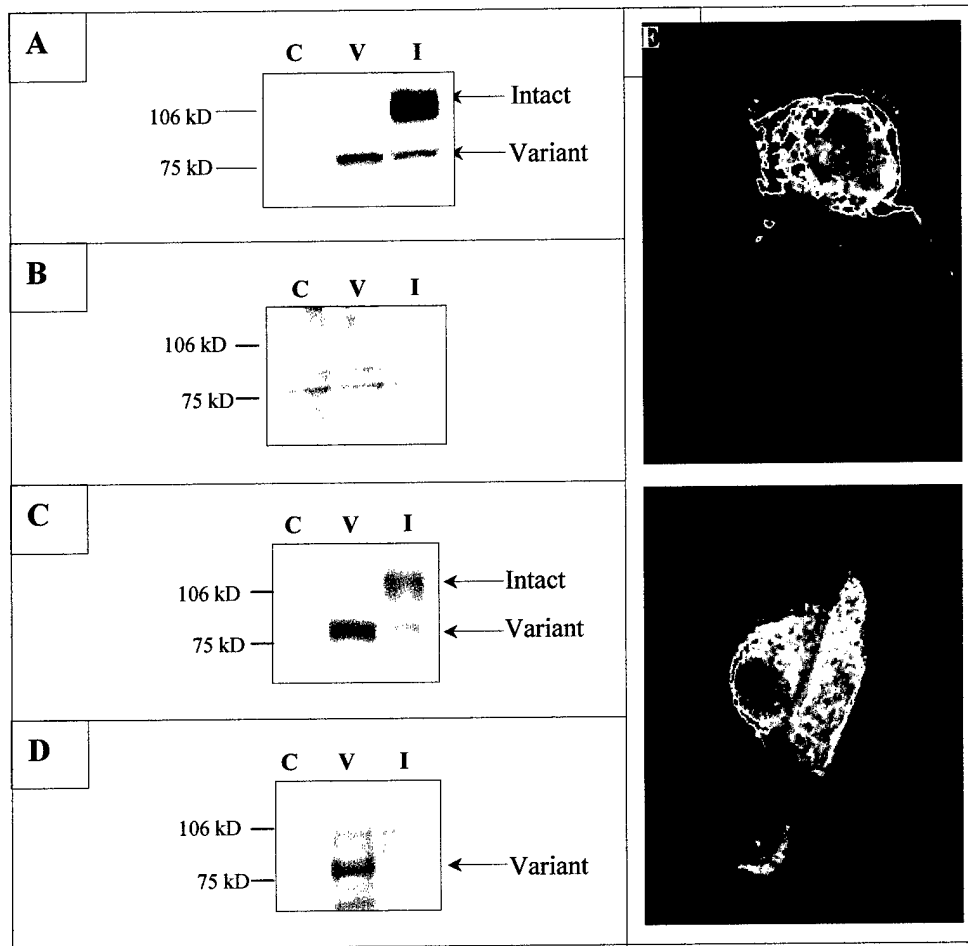 A
C V I
106 kD
75 kD
Intact
Variant
B
C V I
106 kD
75 kD
C
C V I
106 kD
75 kD
Intact
Variant
D
C V I
106 kD
75 kD
Variant
E